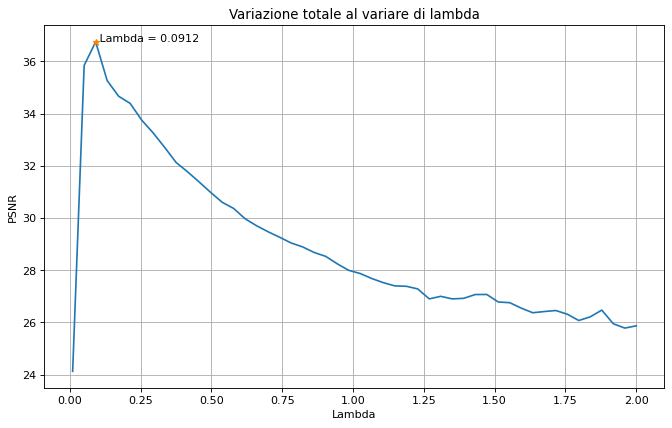 Variazione totale al variare di lambda
Lambda = 0.0912
PSNR
36
34
32
30
28
26
24
0.00 0.25 0.50 0.75 1.00 1.25 1.50 1.75 2.00
Lambda